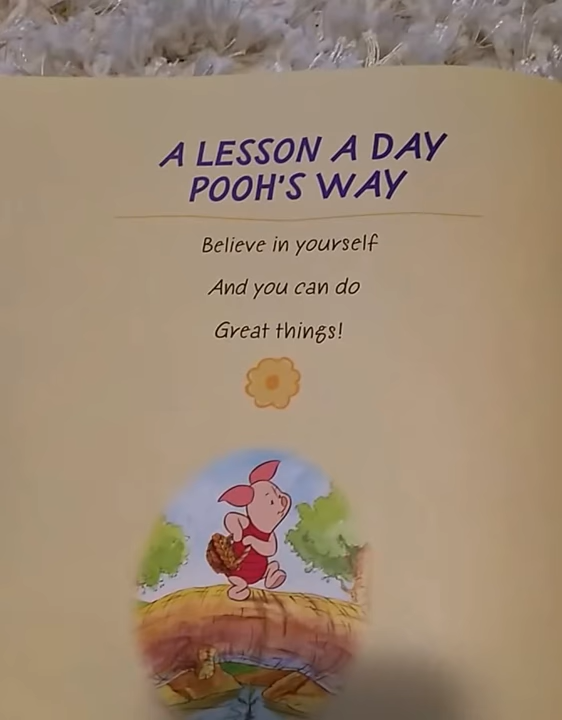 A LESSON A DAY
POOH'S WAY
Believe in yourself
And you can do
Great things!